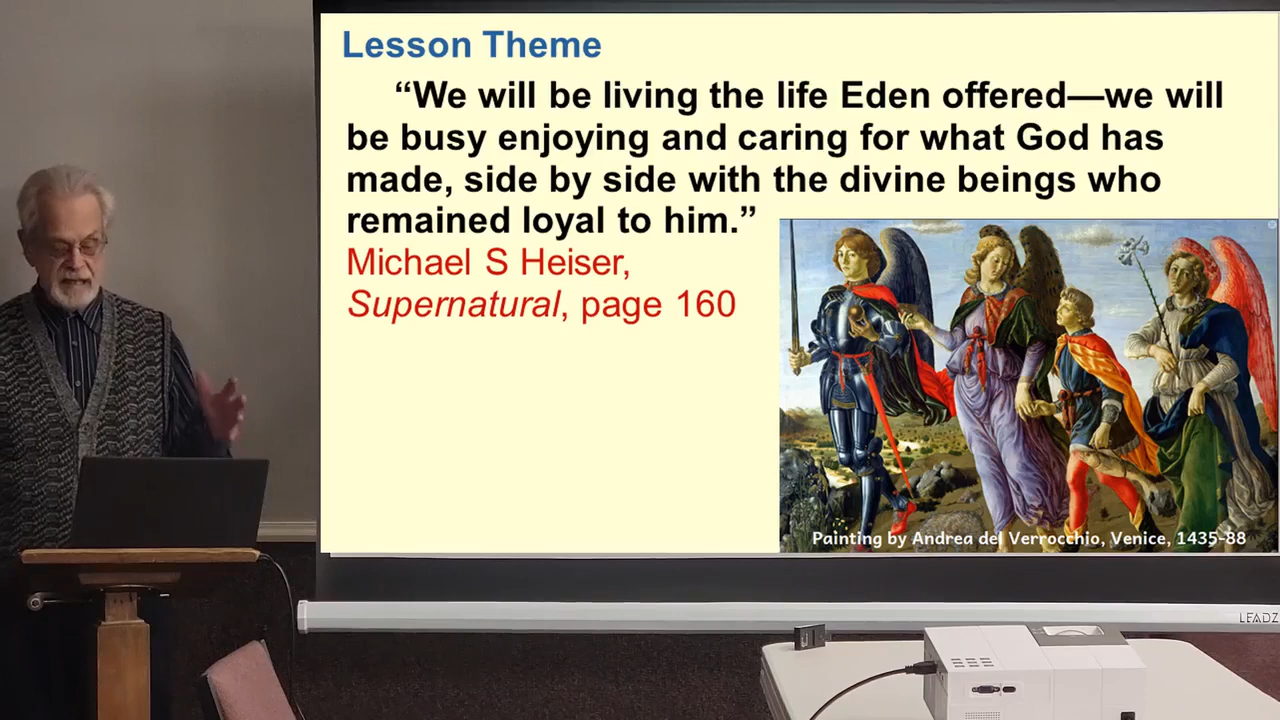 Lesson Theme
“We will be living the life Eden offered—we will
be busy enjoying and caring for what God has
made, side by side with the divine beings who
remained loyal to him.”
Michael S Heiser,
Supernatural, page 160
Painting by Andrea del Verrocchio, Venice, 1435-88
LEADZ